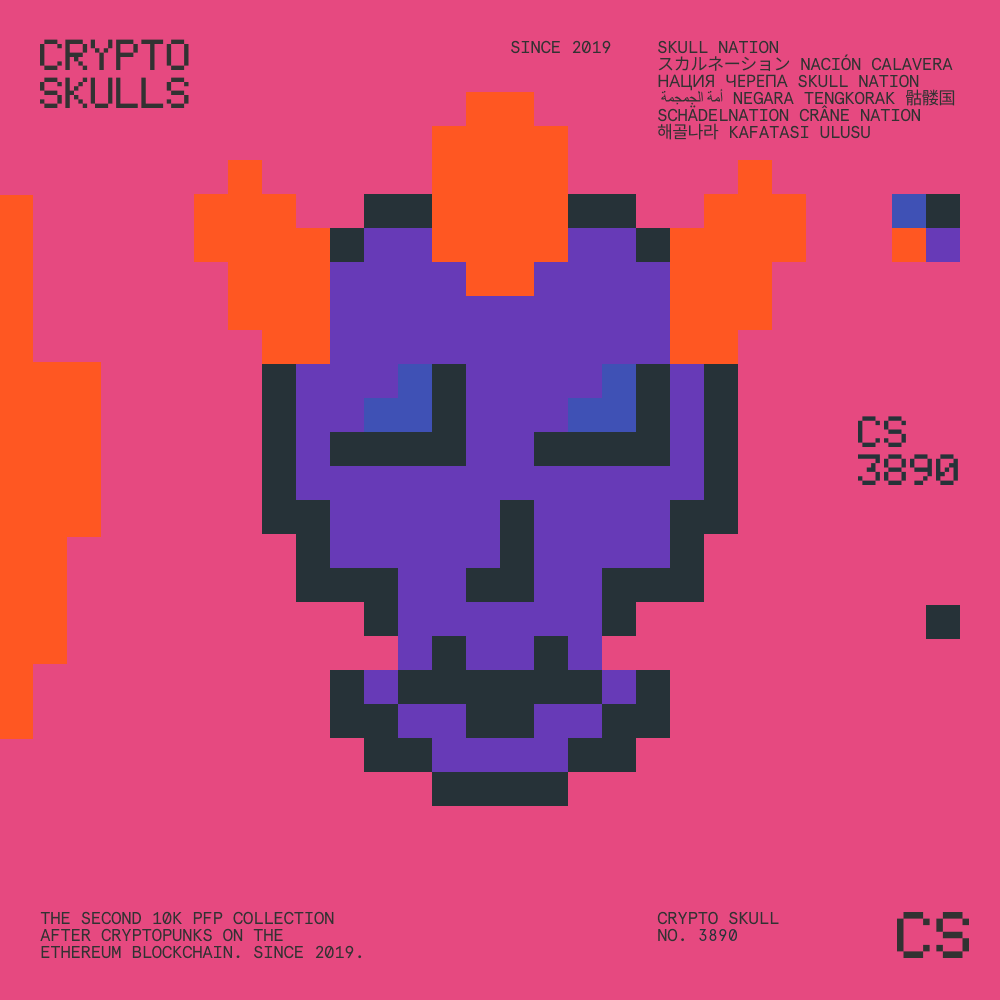 CRYPTO
SKULLS
SINCE 2019
SKULL NATION
スカルネーション NACIÓN CALAVERA
НАЦИЯ ЧЕРЕПА SKULL NATION
أمة الجمجمة NEGARA TENGKORAK 骷髅国
SCHÄDELNATION CRÂNE NATION
해골나라 KAFATASI ULUSU
CS
3890
THE SECOND 10K PFP COLLECTION
AFTER CRYPTOPUNKS ON THE
ETHEREUM BLOCKCHAIN. SINCE 2019.
CRYPTO SKULL
NO. 3890
CS